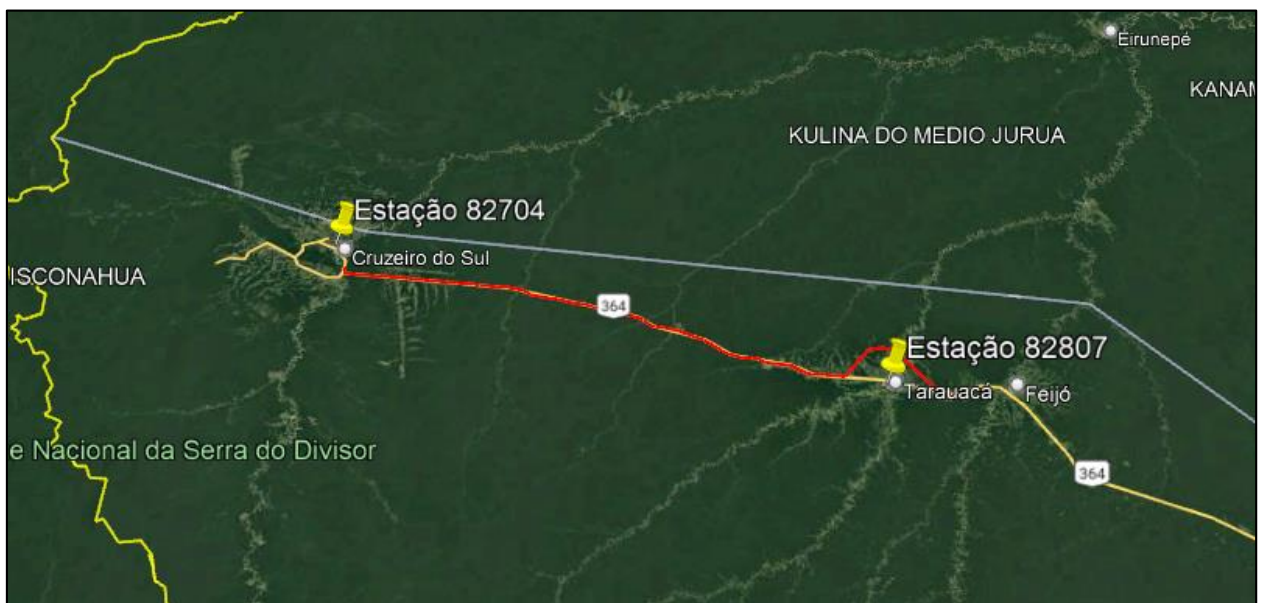 Eirunepé
KANAM
KULINA DO MEDIO JURUA
Estação 82704
Cruzeiro do Sul
ISCONAHUA
364
Estação 82807
Tarauacá
Feijó
e Nacional da Serra do Divisor
364